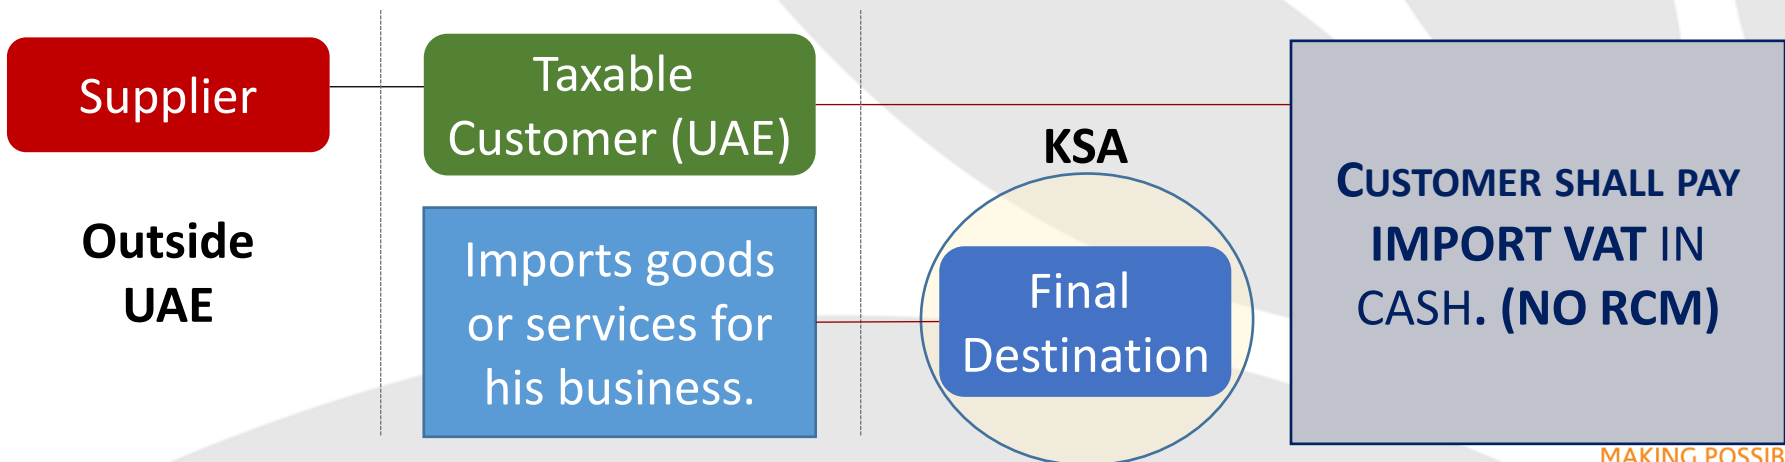 Supplier
Outside
UAE
Taxable
Customer (UAE)
Imports goods
or services for
his business.
KSA
Final
Destination
CUSTOMER SHALL PAY
IMPORT VAT IN
CASH. (NO RCM)
MAKING